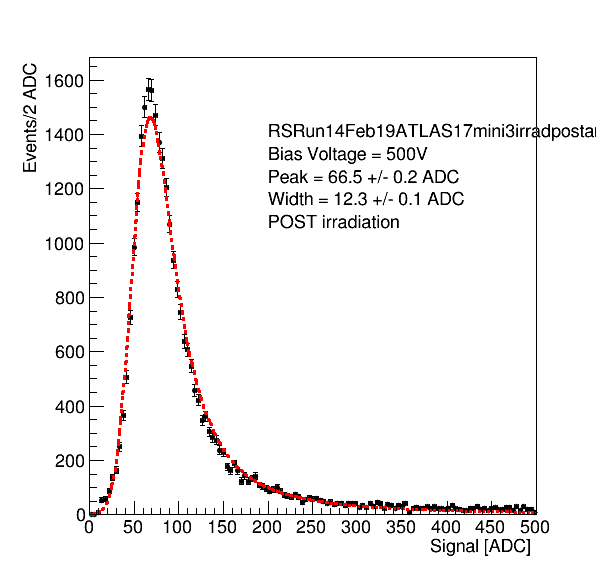 Events/2 ADC
1600
1400
1200
1000
800
600
400
200
0
RSRun14Feb19ATLAS17mini3irradpostar
Bias Voltage = 500V
Peak = 66.5 +/- 0.2 ADC
Width = 12.3 +/- 0.1 ADC
POST irradiation
0 50 100 150 200 250 300 350 400 450 500
Signal [ADC]